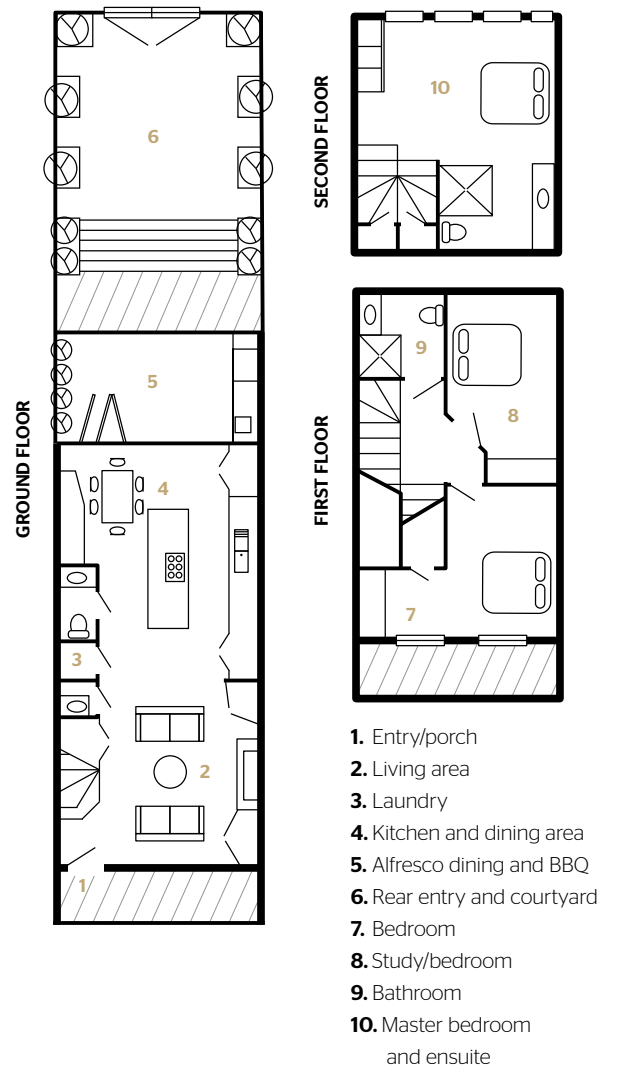 GROUND FLOOR
6
5
4
3
2
1
SECOND FLOOR
10
FIRST FLOOR
9
8
7
1. Entry/porch
2. Living area
3. Laundry
4. Kitchen and dining area
5. Alfresco dining and BBQ
6. Rear entry and courtyard
7. Bedroom
8. Study/bedroom
9. Bathroom
10. Master bedroom
and ensuite